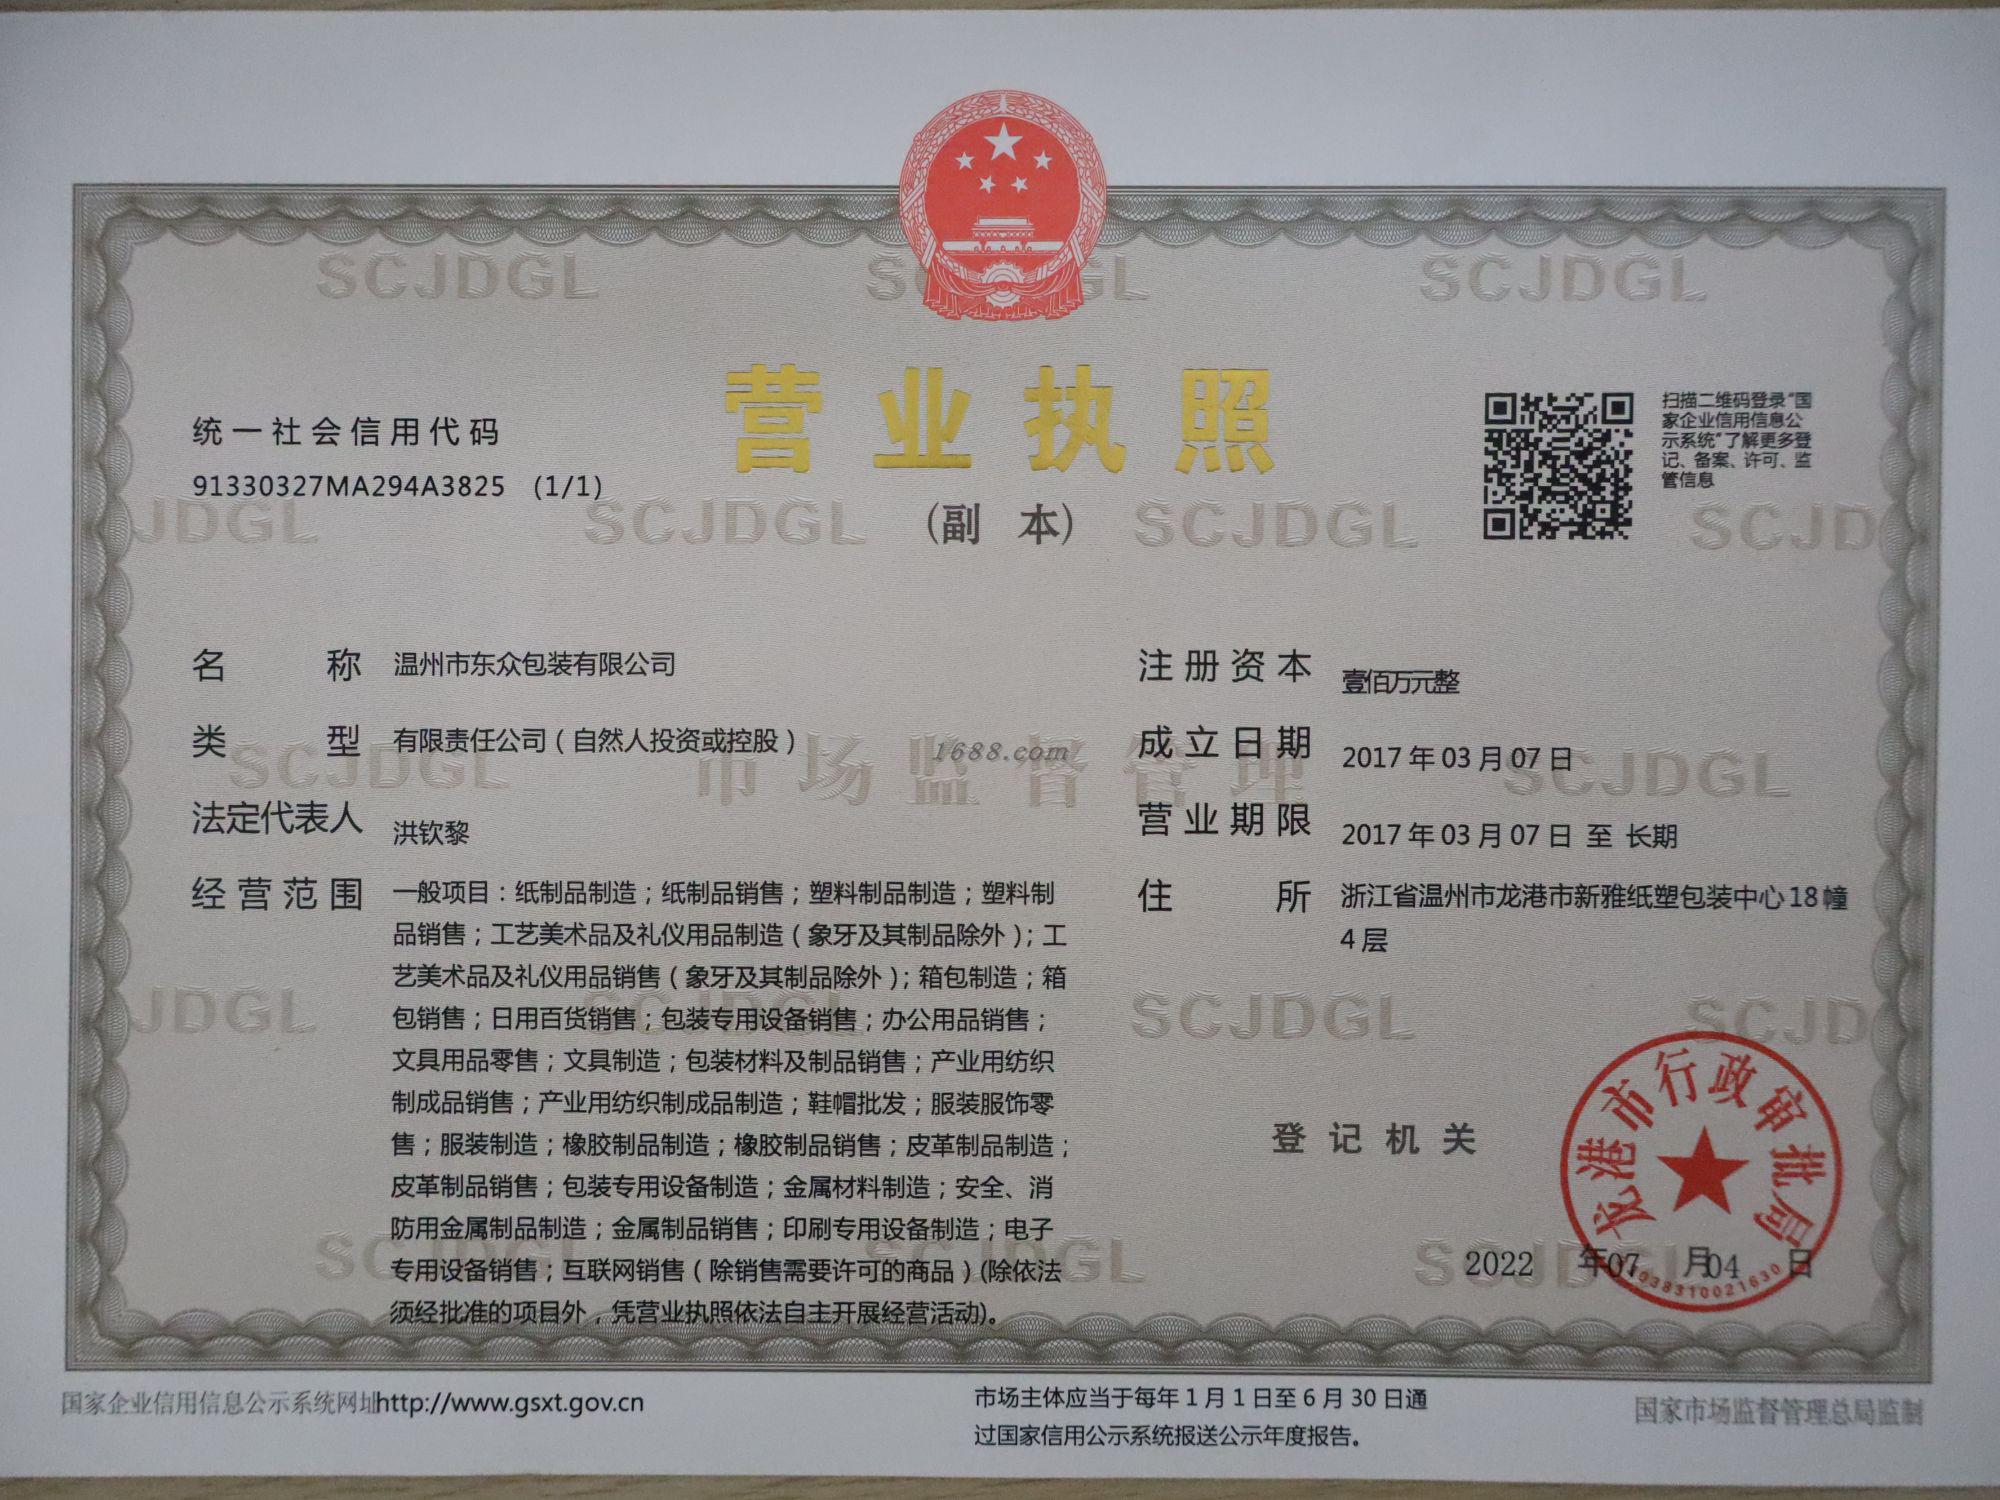 营业执照
(副 本)
统一社会信用代码
91330327MA294A3825 (1/1)
扫描二维码登录“国
家企业信用信息公
示系统”了解更多登
记、备案、许可、监
管信息
名称 温州市东众包装有限公司
类型 有限责任公司（自然人投资或控股）
法定代表人 洪钦黎
经营范围 一般项目：纸制品制造；纸制品销售；塑料制品制造；塑料制
品销售；工艺美术品及礼仪用品制造（象牙及其制品除外）；工
艺美术品及礼仪用品销售（象牙及其制品除外）；箱包制造；箱
包销售；日用百货销售；包装专用设备销售；办公用品销售；
文具用品零售；文具制造；包装材料及制品销售；产业用纺织
制成品销售；产业用纺织制成品制造；鞋帽批发；服装服饰零
售；服装制造；橡胶制品制造；橡胶制品销售；皮革制品制造；
皮革制品销售；包装专用设备制造；金属材料制造；安全、消
防用金属制品制造；金属制品销售；印刷专用设备制造；电子
专用设备销售；互联网销售（除销售需要许可的商品）(除依法
须经批准的项目外，凭营业执照依法自主开展经营活动)。
注册资本 壹佰万元整
成立日期 2017年03月07日
营业期限 2017年03月07日 至 长期
住所 浙江省温州市龙港市新雅纸塑包装中心18幢
4层
登记机关
龙港市行政审批局
2022 年07 月04 日
1688.com
市场监督管理
SCJDGL
国家企业信用信息公示系统网址http://www.gsxt.gov.cn
市场主体应当于每年1月1日至6月30日通
过国家信用公示系统报送公示年度报告。
国家市场监督管理总局监制